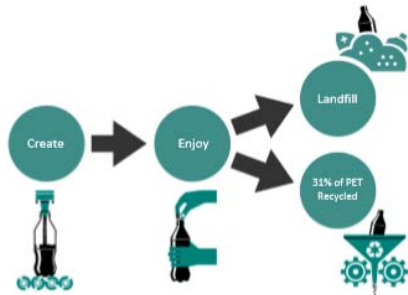 Create
Enjoy
Landfill
31% of PET
Recycled